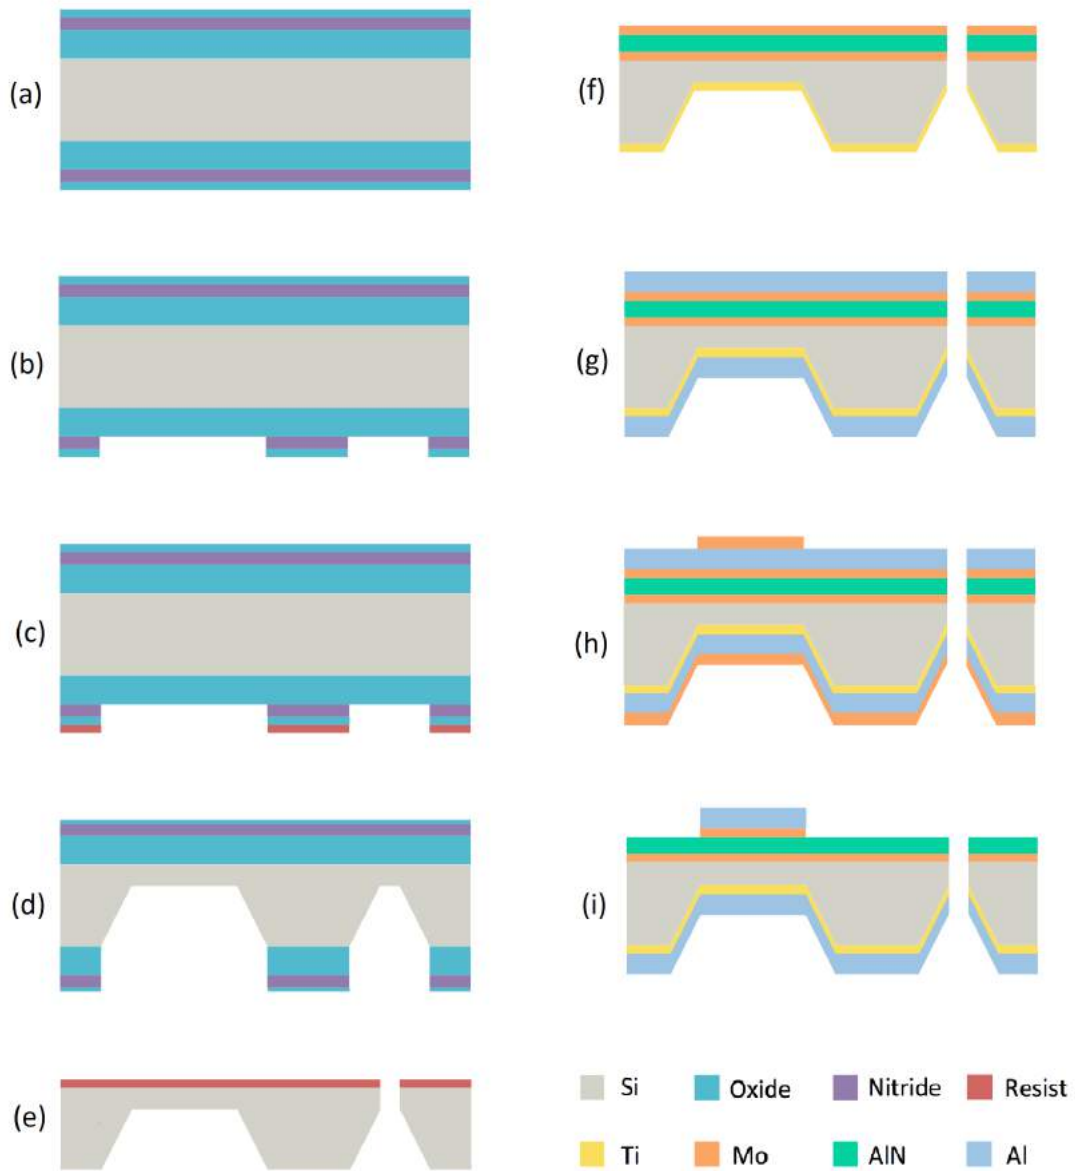 (a)
(b)
(c)
(d)
(e)
(f)
(g)
(h)
(i)
Si Oxide Nitride Resist
Ti Mo AlN Al